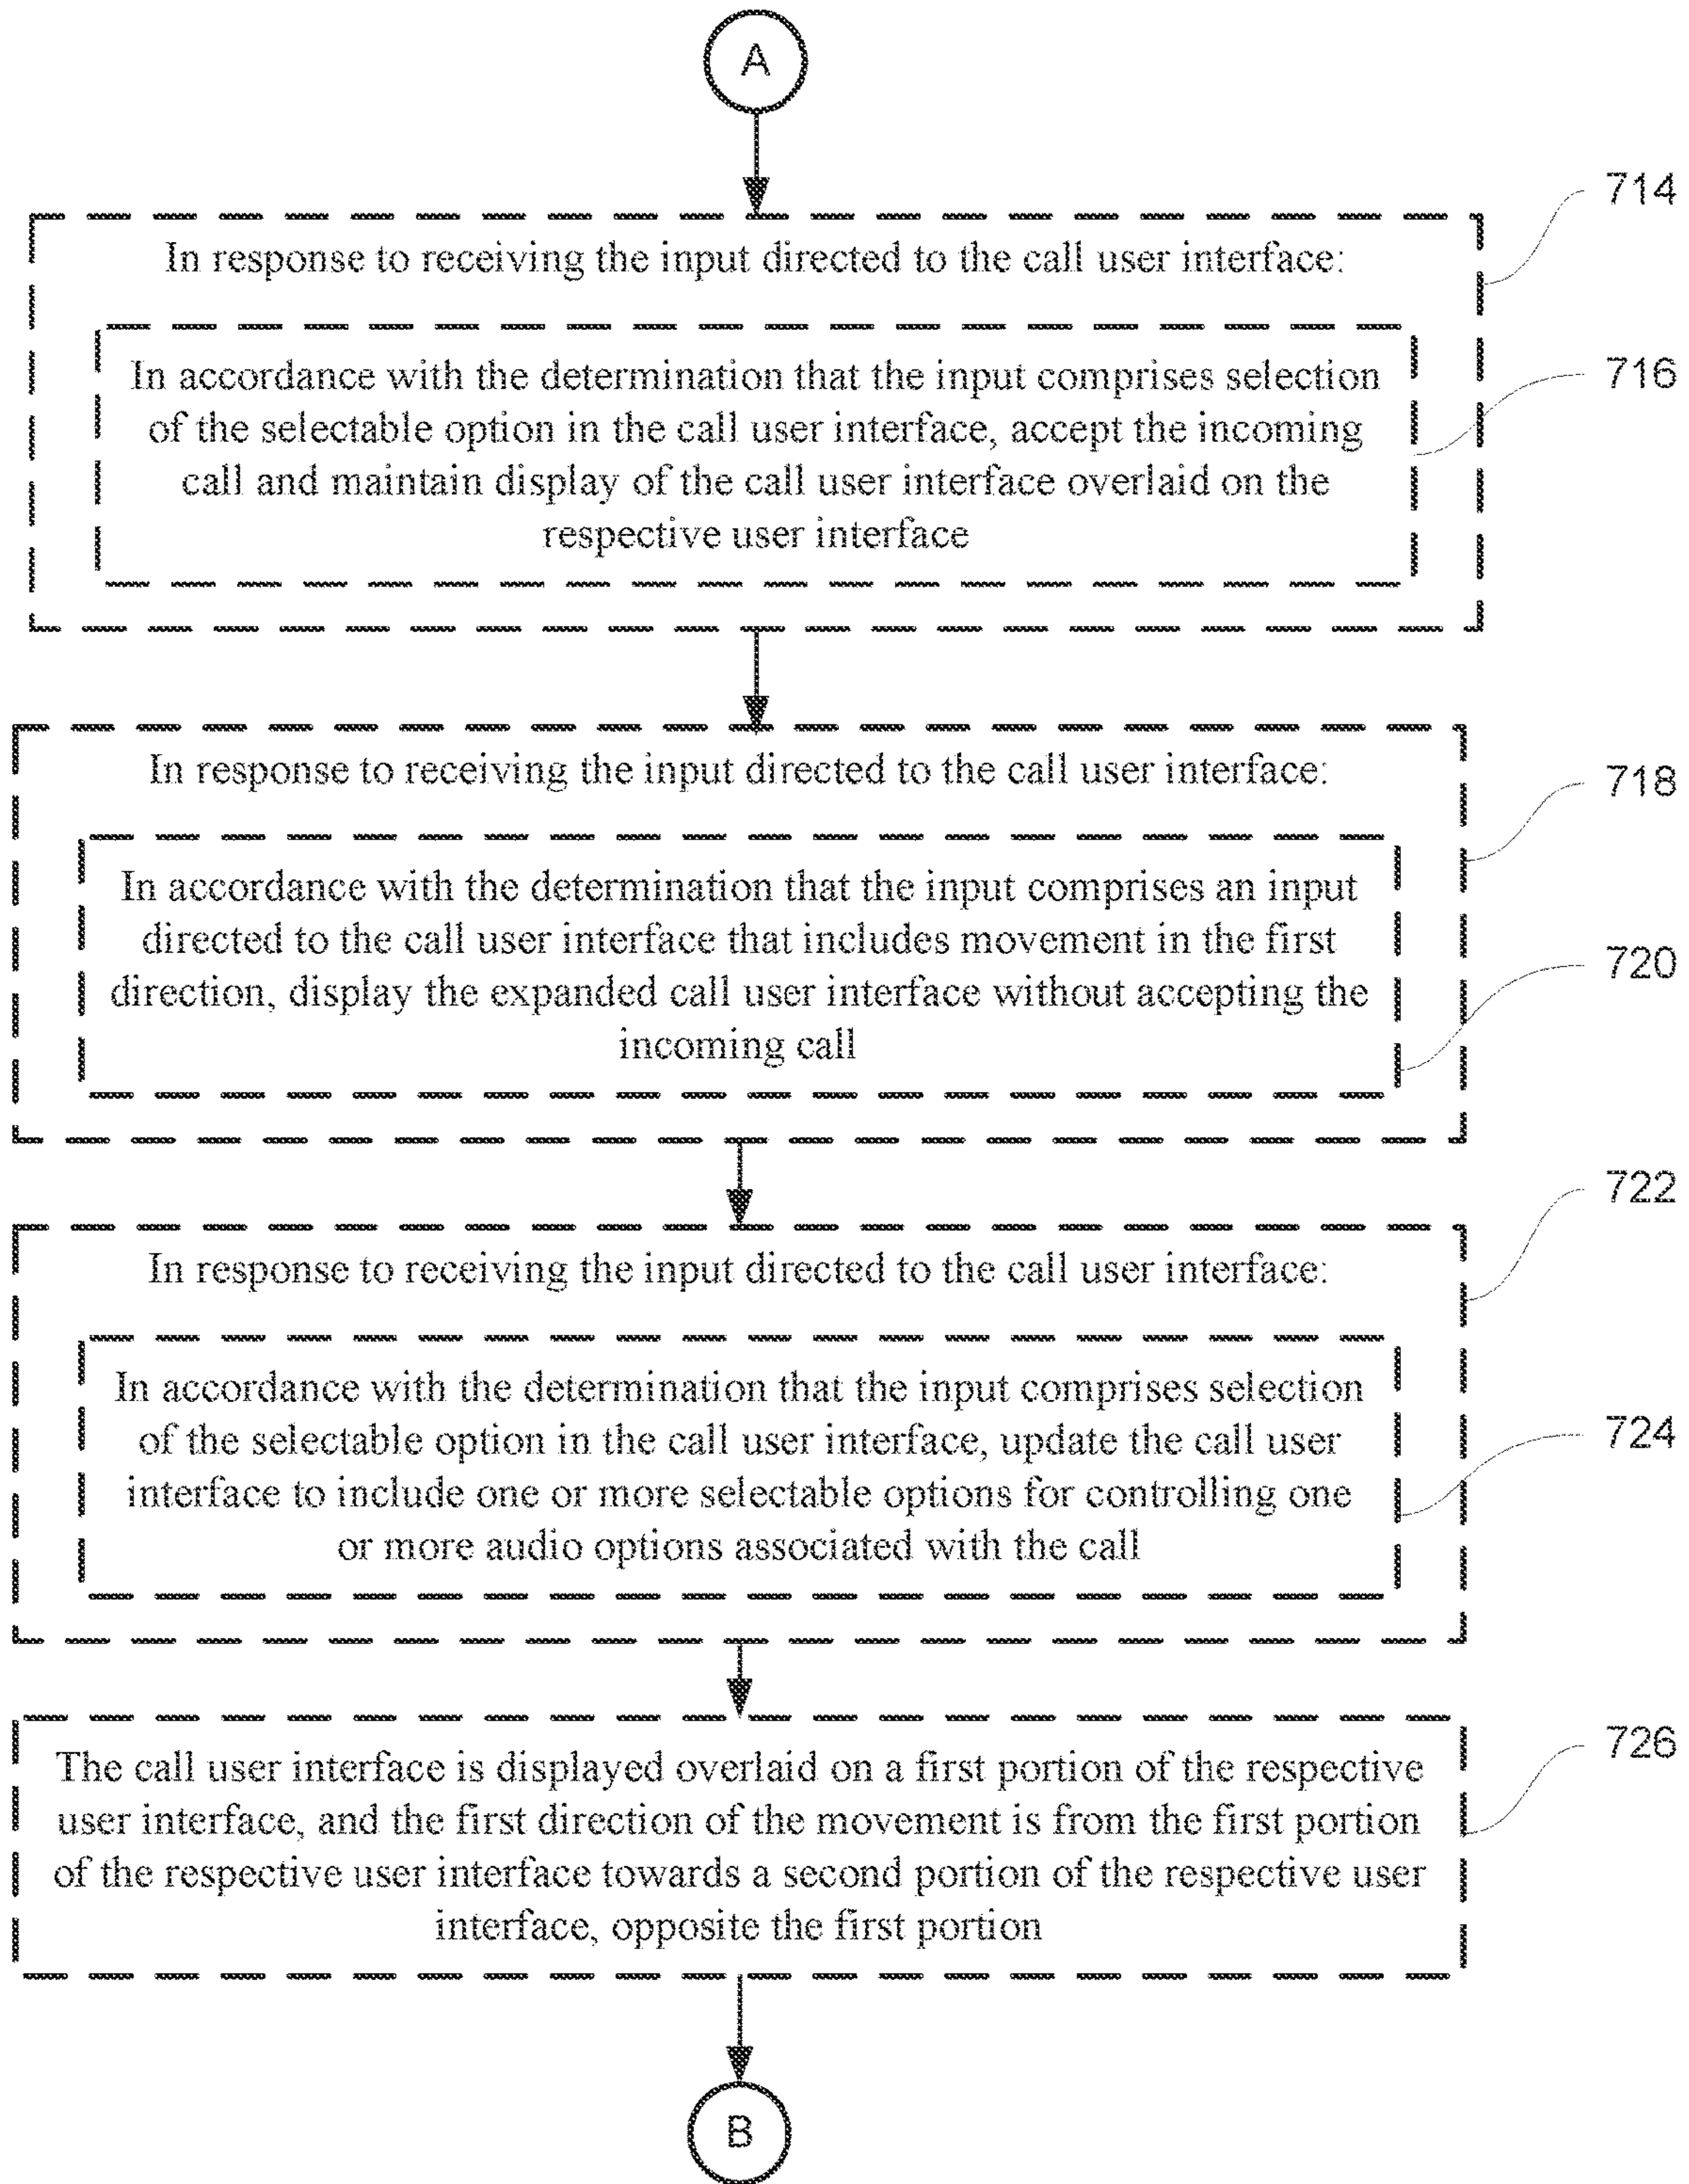 A
714
In response to receiving the input directed to the call user interface:
716
In accordance with the determination that the input comprises selection
of the selectable option in the call user interface, accept the incoming
call and maintain display of the call user interface overlaid on the
respective user interface
718
In response to receiving the input directed to the call user interface:
720
In accordance with the determination that the input comprises an input
directed to the call user interface that includes movement in the first
direction, display the expanded call user interface without accepting the
incoming call
722
In response to receiving the input directed to the call user interface:
724
In accordance with the determination that the input comprises selection
of the selectable option in the call user interface, update the call user
interface to include one or more selectable options for controlling one
or more audio options associated with the call
726
The call user interface is displayed overlaid on a first portion of the respective
user interface, and the first direction of the movement is from the first portion
of the respective user interface towards a second portion of the respective user
interface, opposite the first portion
B